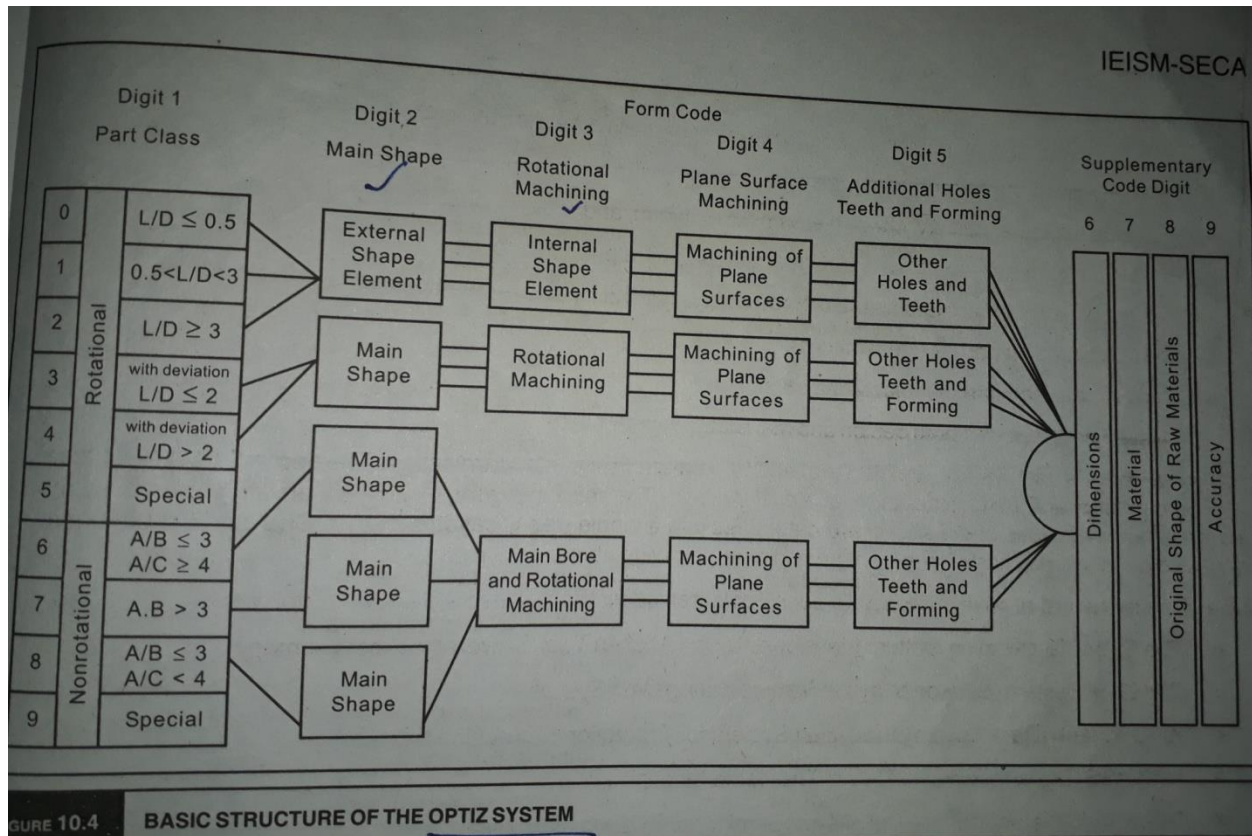 IEISM-SECA
Form Code
Digit 1
Part Class
Digit 2
Main Shape
Digit 3
Rotational
Machining
Digit 4
Plane Surface
Machining
Digit 5
Additional Holes
Teeth and Forming
Supplementary
Code Digit
6 7 8 9
0
1
2
3
4
5
6
7
8
9
Rotational
Nonrotational
L/D ≤ 0.5
0.5<L/D<3
L/D ≥ 3
with deviation
L/D ≤ 2
with deviation
L/D > 2
Special
A/B ≤ 3
A/C ≥ 4
A.B > 3
A/B ≤ 3
A/C < 4
Special
External
Shape
Element
Internal
Shape
Element
Machining of
Plane
Surfaces
Other
Holes and
Teeth
Main
Shape
Rotational
Machining
Machining of
Plane
Surfaces
Other Holes
Teeth and
Forming
Main
Shape
Main
Shape
Main
Shape
Main Bore
and Rotational
Machining
Machining of
Plane
Surfaces
Other Holes
Teeth and
Forming
Dimensions
Material
Original Shape of Raw Materials
Accuracy
GURE 10.4 BASIC STRUCTURE OF THE OPTIZ SYSTEM